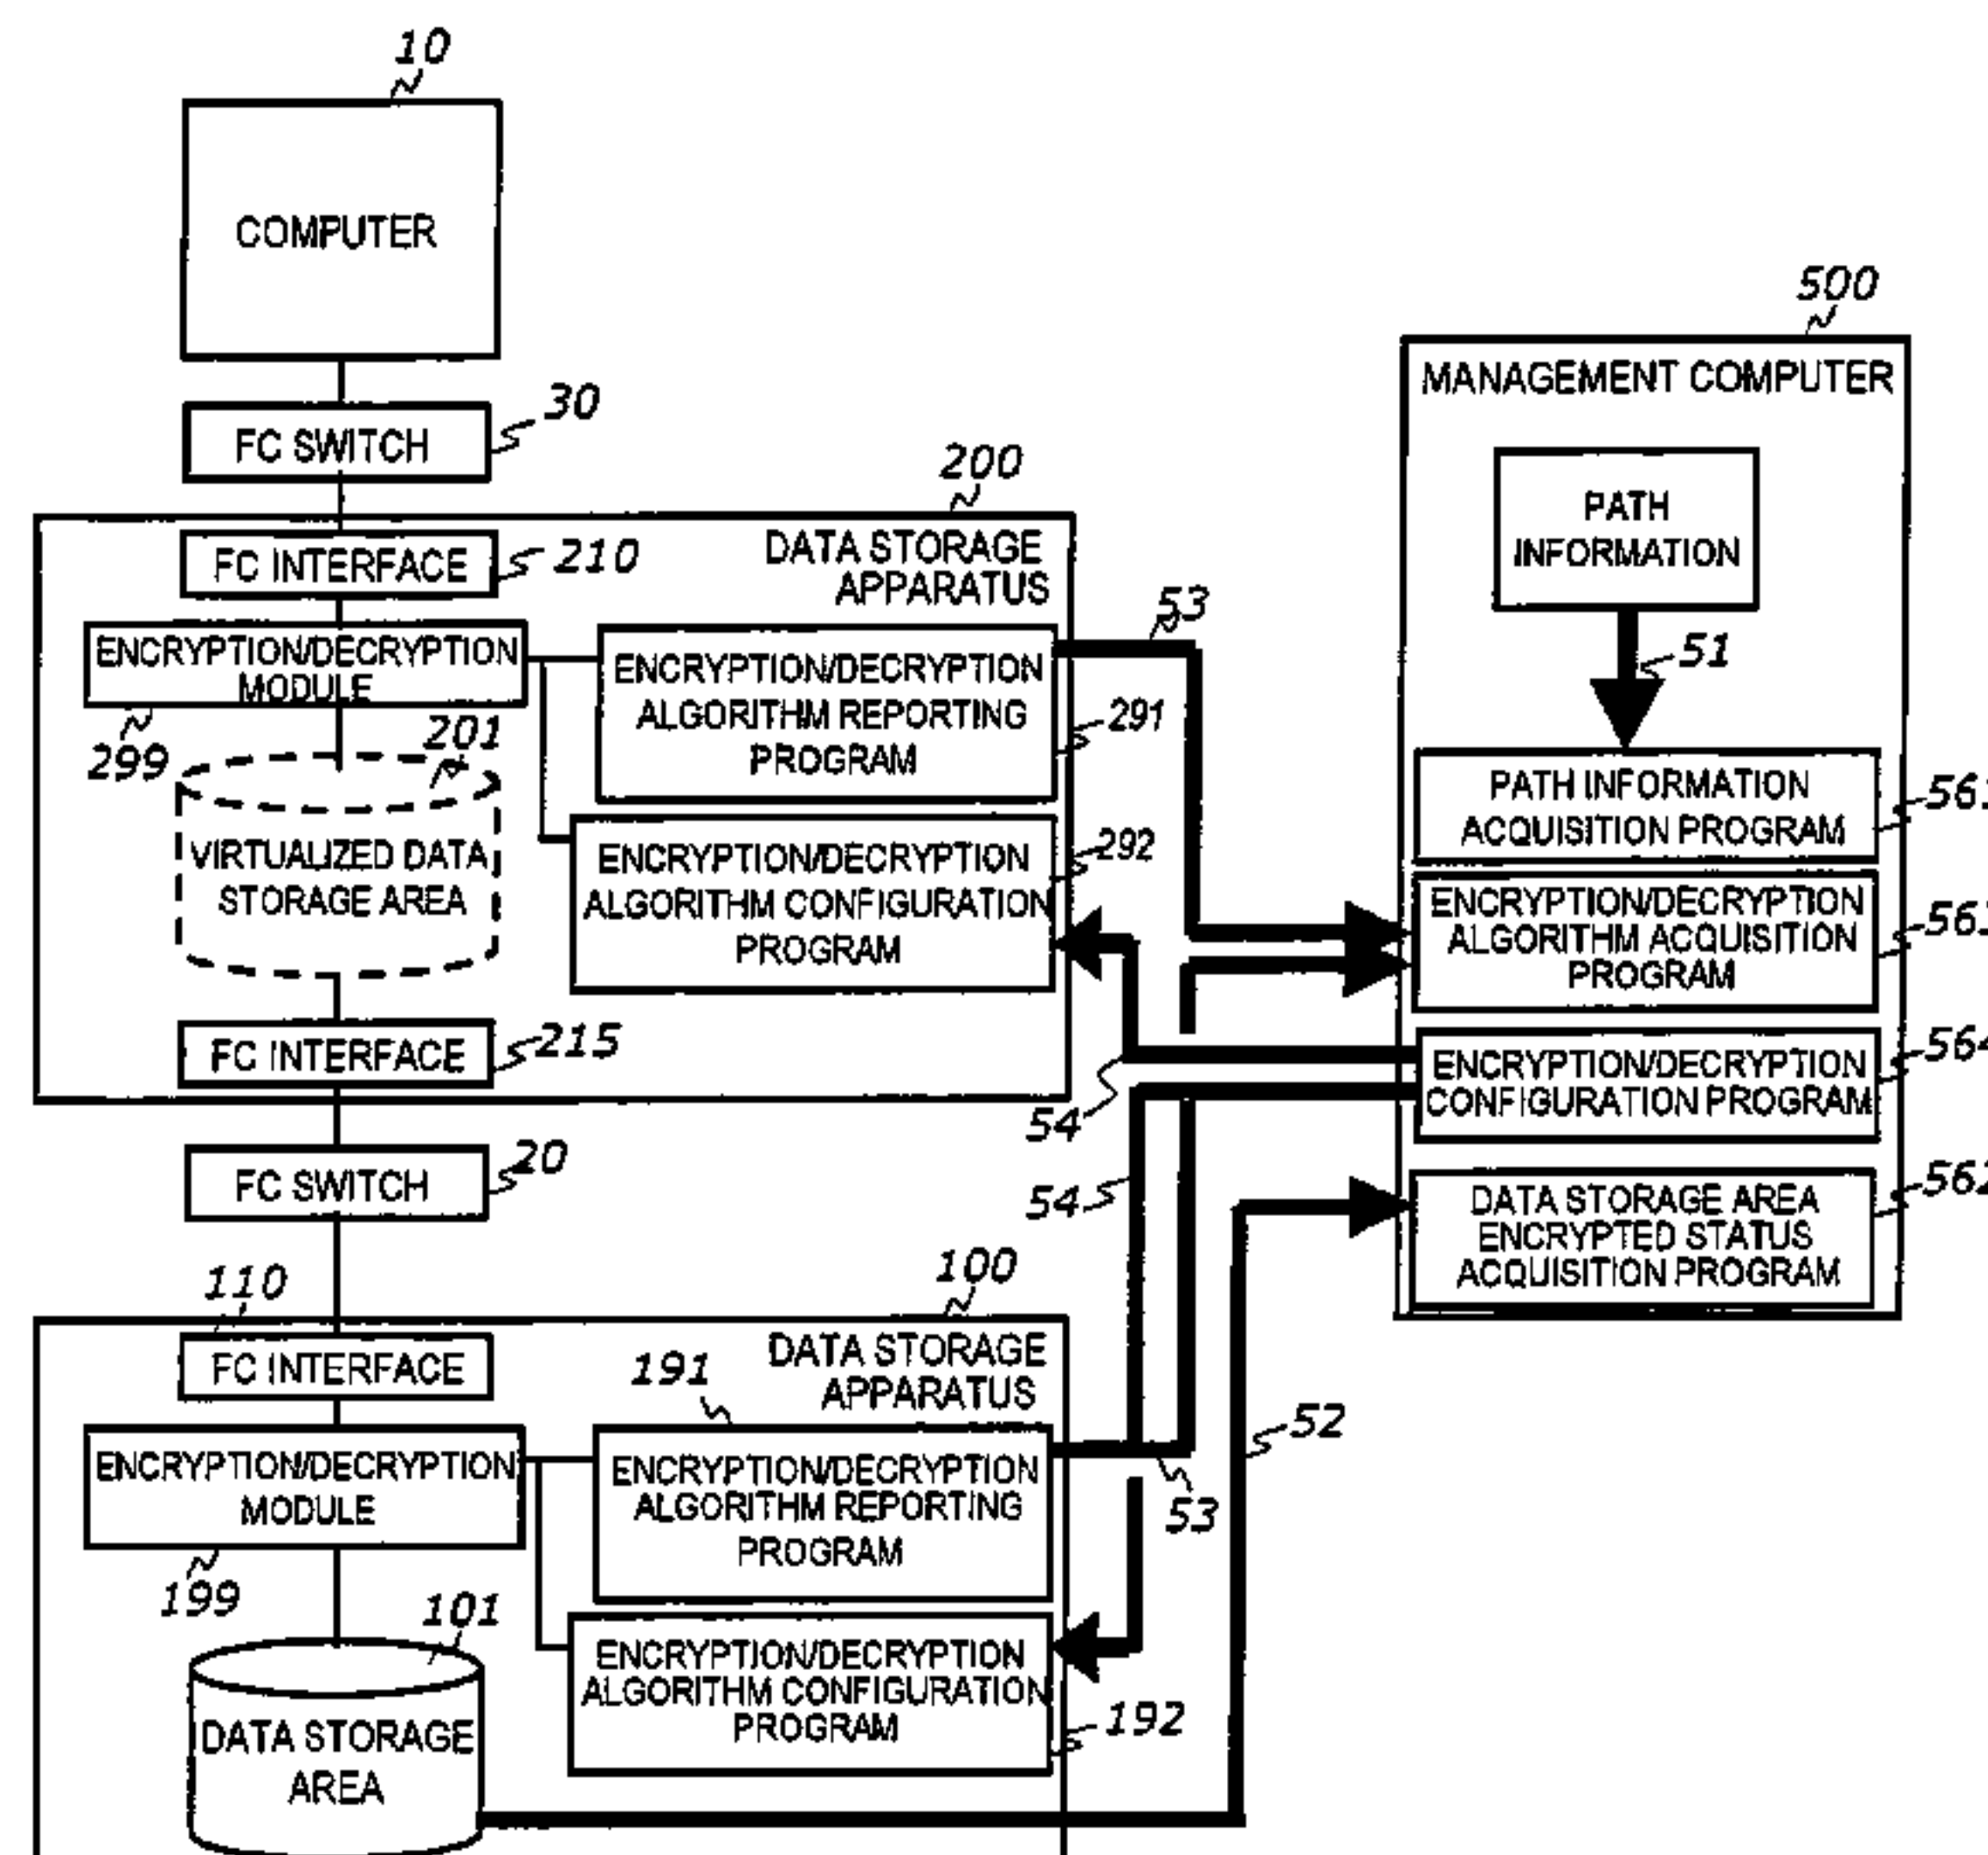 10
COMPUTER
30
FC SWITCH
200
FC INTERFACE
210
DATA STORAGE
APPARATUS
ENCRYPTION/DECRYPTION
MODULE
299
201
VIRTUALIZED DATA
STORAGE AREA
ENCRYPTION/DECRYPTION
ALGORITHM REPORTING
PROGRAM
291
ENCRYPTION/DECRYPTION
ALGORITHM CONFIGURATION
PROGRAM
292
FC INTERFACE
215
53
54
54
500
MANAGEMENT COMPUTER
PATH
INFORMATION
51
PATH INFORMATION
ACQUISITION PROGRAM
561
ENCRYPTION/DECRYPTION
ALGORITHM ACQUISITION
PROGRAM
563
ENCRYPTION/DECRYPTION
CONFIGURATION PROGRAM
564
DATA STORAGE AREA
ENCRYPTED STATUS
ACQUISITION PROGRAM
562
FC SWITCH
20
110
100
FC INTERFACE
DATA STORAGE
APPARATUS
191
ENCRYPTION/DECRYPTION
MODULE
199
ENCRYPTION/DECRYPTION
ALGORITHM REPORTING
PROGRAM
53
52
101
DATA STORAGE
AREA
ENCRYPTION/DECRYPTION
ALGORITHM CONFIGURATION
PROGRAM
192